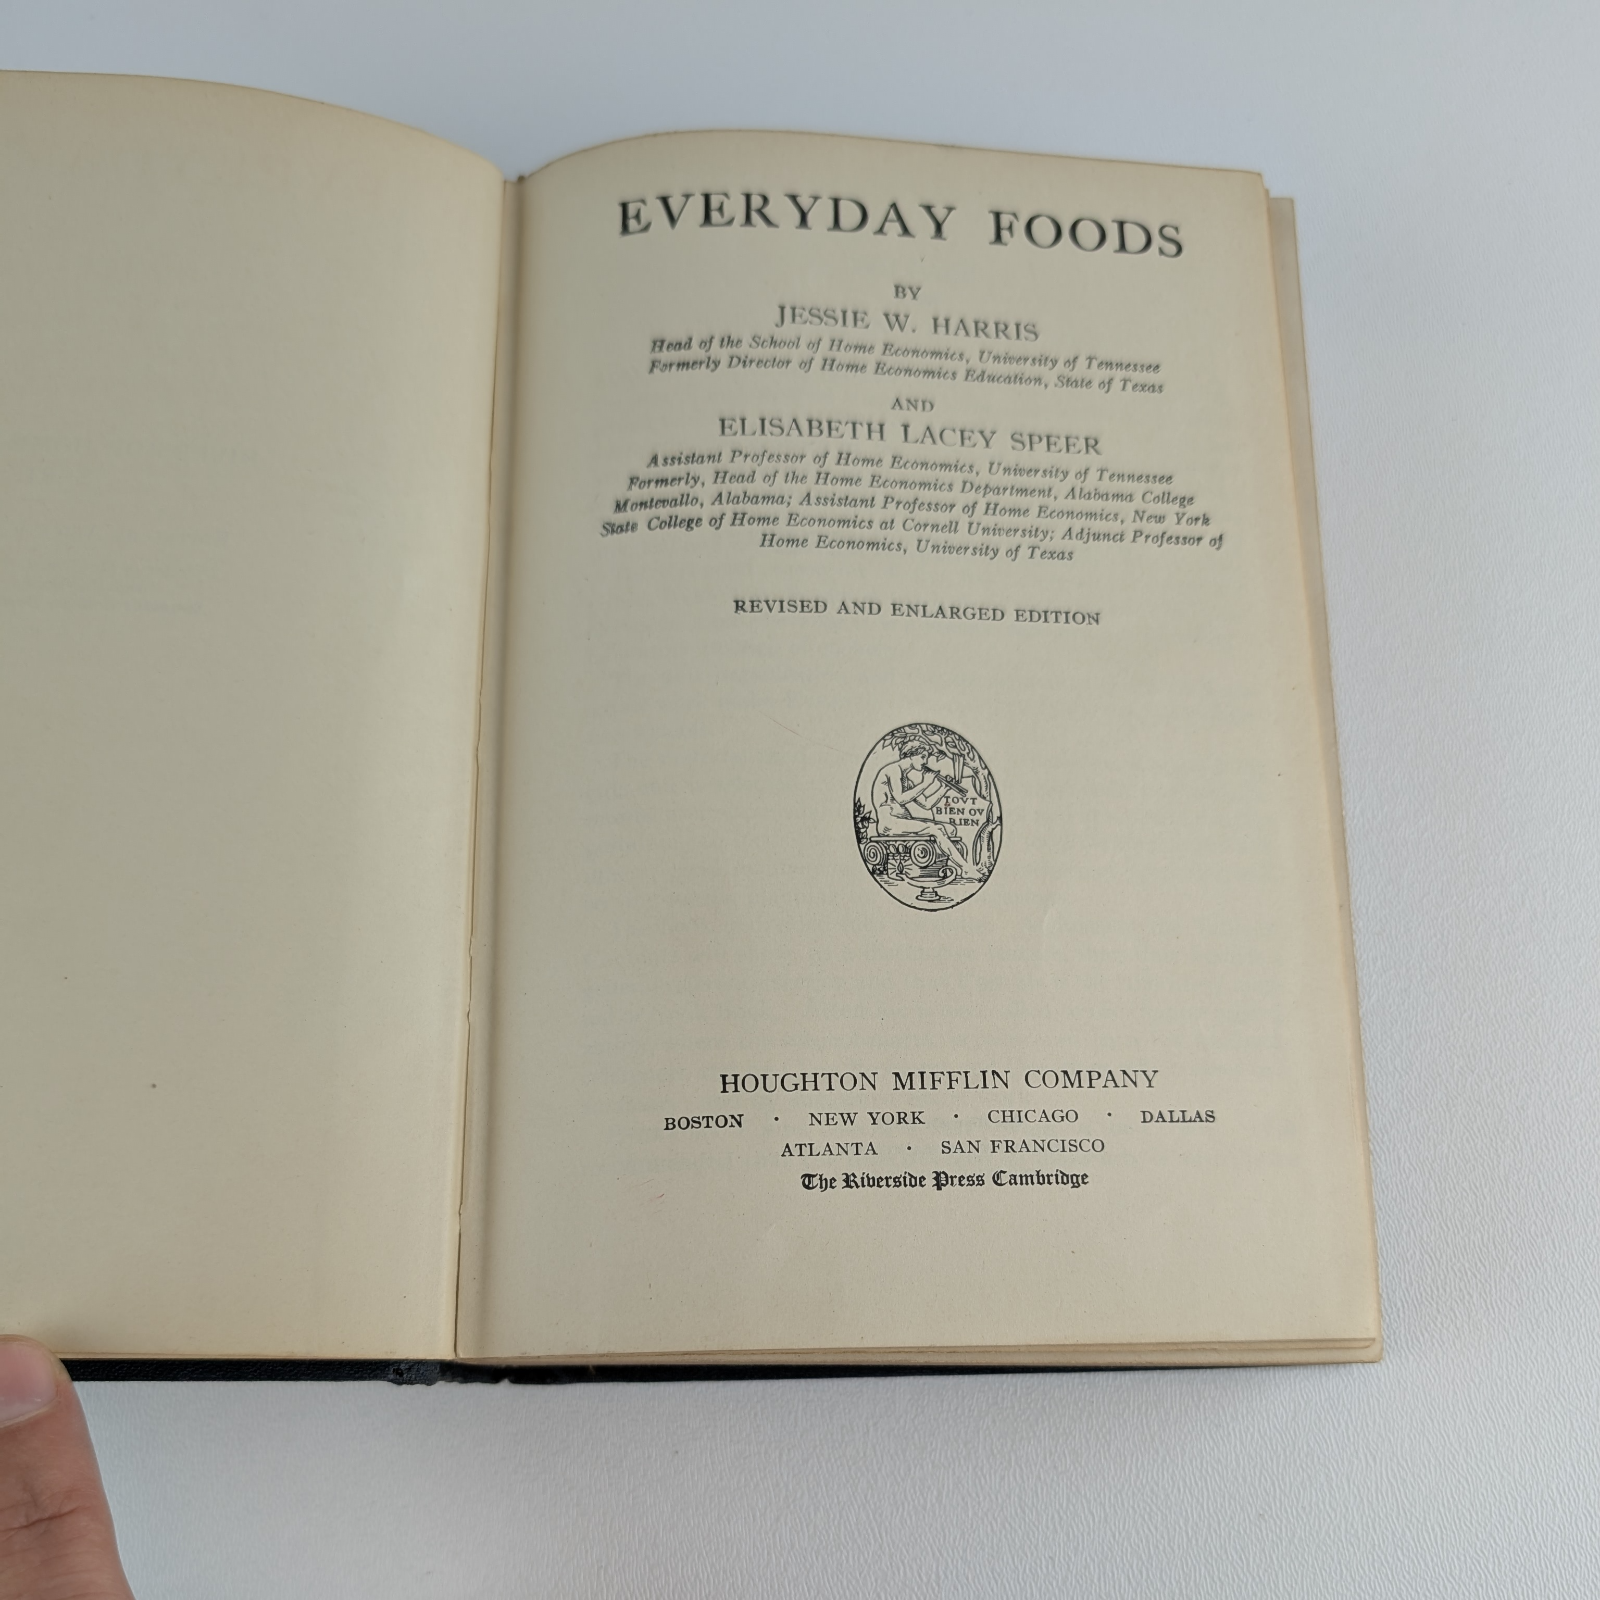 EVERYDAY FOODS
BY
JESSIE W. HARRIS
Head of the School of Home Economics, University of Tennessee
Formerly Director of Home Economics Education, State of Texas
AND
ELISABETH LACEY SPEER
Assistant Professor of Home Economics, University of Tennessee
Formerly, Head of the Home Economics Department, Alabama College
Montevallo, Alabama; Assistant Professor of Home Economics, New York
State College of Home Economics at Cornell University; Adjunct Professor of
Home Economics, University of Texas
REVISED AND ENLARGED EDITION
TOVT
BIEN OV
RIEN
HOUGHTON MIFFLIN COMPANY
BOSTON · NEW YORK · CHICAGO · DALLAS
ATLANTA · SAN FRANCISCO
The Riverside Press Cambridge